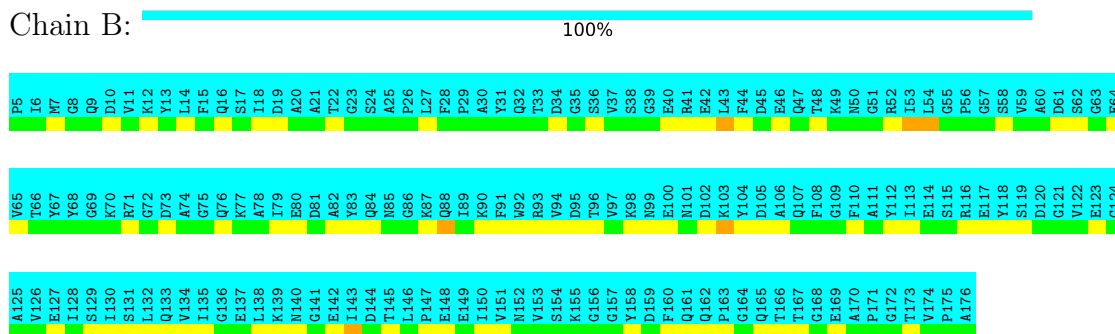 Chain B:
100%
P5 I6 M7 G8 Q9 D10 V11 K12 Y13 L14 F15 Q16 S17 I18 D19 A20 A21 T22 G23 S24 A25 P26 L27 F28 P29 A30 Y31 Q32 T33 D34 G35 S36 V37 S38 G39 E40 R41 E42 L43 F44 D45 E46 Q47 T48 K49 N50 G51 R52 I53 L54 G55 P56 G57 S58 V59 A60 D61 S62 G63 E64
V65 T66 Y67 Y68 G69 K70 R71 G72 D73 A74 G75 Q76 K77 A78 I79 E80 D81 A82 Y83 Q84 N85 G86 K87 Q88 I89 K90 F91 W92 R93 V94 D95 T96 V97 K98 N99 E100 N101 D102 K103 Y104 D105 A106 Q107 F108 G109 F110 A111 Y112 I113 E114 S115 R116 E117 Y118 S119 D120 G121 V122 E123 G124
A125 V126 E127 I128 S129 I130 S131 L132 Q133 V134 I135 G136 E137 L138 K139 N140 G141 E142 I143 D144 T145 L146 P147 E148 E149 I150 V151 N152 V153 S154 K155 G156 G157 Y158 D159 F160 Q161 Q162 P163 G164 Q165 T166 T167 G168 E169 A170 P171 G172 T173 V174 P175 A176